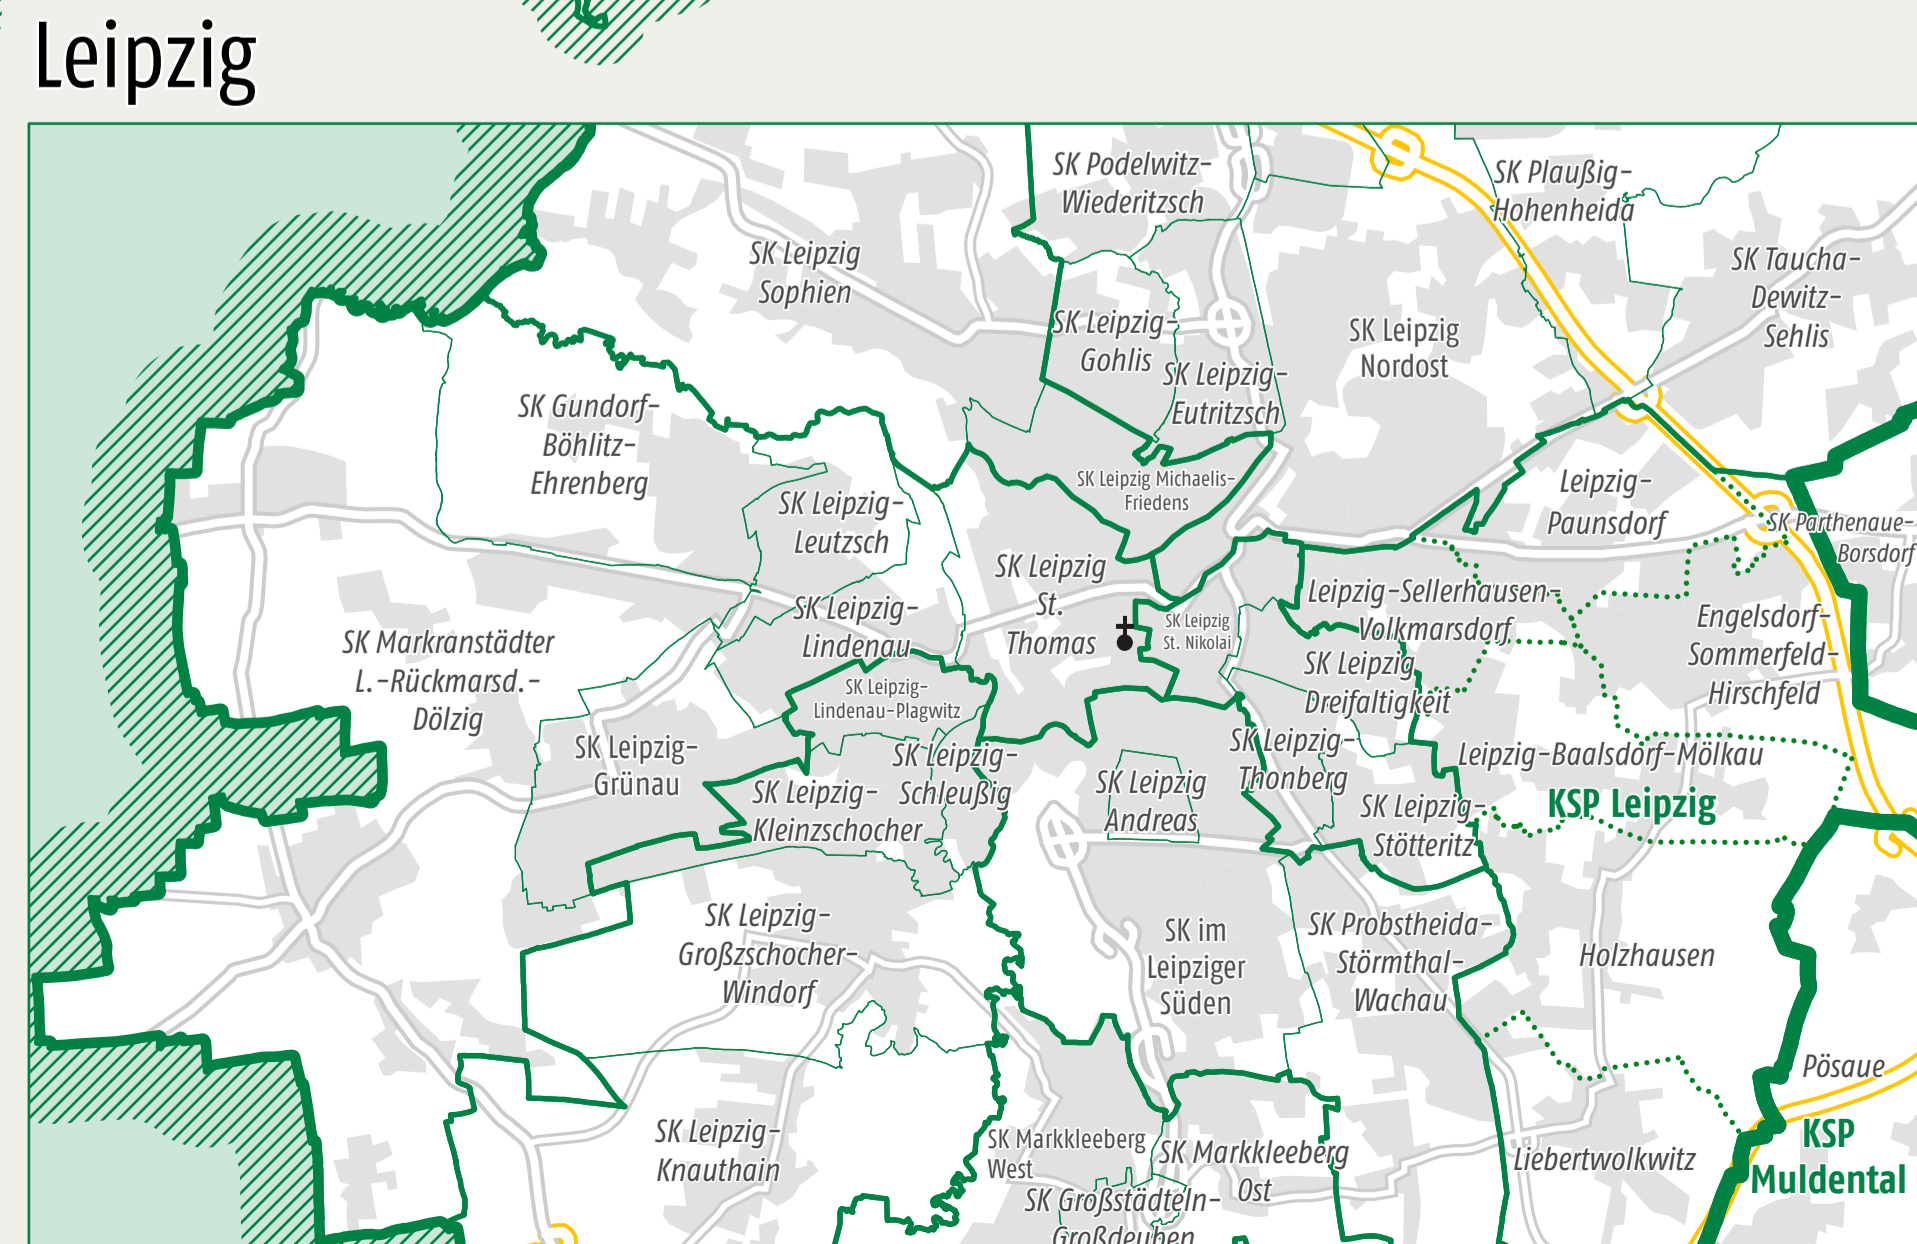 Leipzig
SK Podelwitz-
Wiederitzsch
SK Plaußig-
Hohenheida
SK Leipzig
Sophien
SK Taucha-
Dewitz-
Sehlis
SK Leipzig-
Gohlis
SK Leipzig
Nordost
SK Leipzig-
Eutritzsch
SK Gundorf-
Böhlitz-
Ehrenberg
SK Leipzig Michaelis-
Friedens
Leipzig-
Paunsdorf
SK Leipzig-
Leutzsch
SK Parthenaue-
Borsdorf
SK Leipzig
St.
Thomas
Leipzig-Sellerhausen-
Volkmarsdorf
SK Leipzig-
Lindenau
SK Leipzig
St. Nikolai
Engelsdorf-
Sommerfeld-
Hirschfeld
SK Markranstädter
L.-Rückmarsd.-
Dölzig
SK Leipzig
Dreifaltigkeit
SK Leipzig-
Lindenau-Plagwitz
SK Leipzig-
Grünau
SK Leipzig-
Schleußig
SK Leipzig-
Thonberg
Leipzig-Baalsdorf-Mölkau
SK Leipzig-
Kleinzschocher
SK Leipzig
Andreas
SK Leipzig-
Stötteritz
KSP Leipzig
SK Leipzig-
Großzschocher-
Windorf
SK im
Leipziger
Süden
SK Probstheida-
Störmthal-
Wachau
Holzhausen
Pösaue
SK Leipzig-
Knauthain
SK Markkleeberg
West
SK Markkleeberg
Ost
Liebertwolkwitz
KSP
Muldental
SK Großstädteln-
Großdeuben